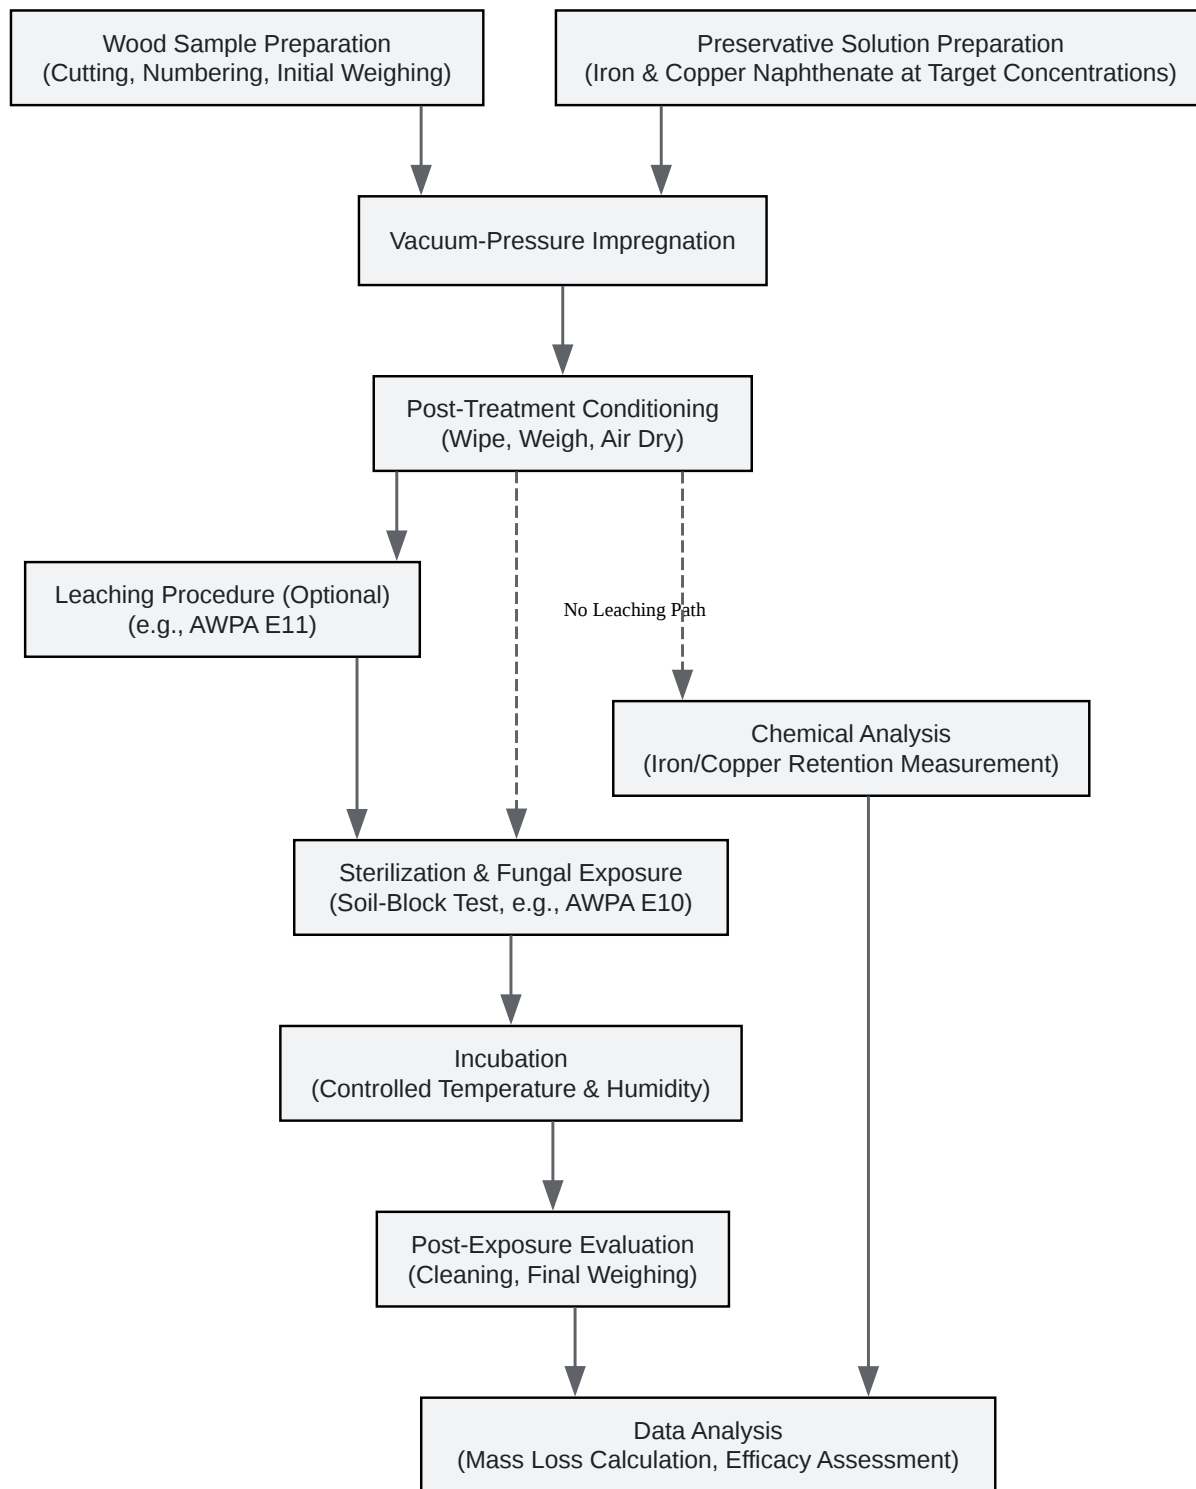 Wood Sample Preparation
(Cutting, Numbering, Initial Weighing)
Preservative Solution Preparation
(Iron & Copper Naphthenate at Target Concentrations)
Vacuum-Pressure Impregnation
Post-Treatment Conditioning
(Wipe, Weigh, Air Dry)
Leaching Procedure (Optional)
(e.g., AWPA E11)
No Leaching Path
Chemical Analysis
(Iron/Copper Retention Measurement)
Sterilization & Fungal Exposure
(Soil-Block Test, e.g., AWPA E10)
Incubation
(Controlled Temperature & Humidity)
Post-Exposure Evaluation
(Cleaning, Final Weighing)
Data Analysis
(Mass Loss Calculation, Efficacy Assessment)